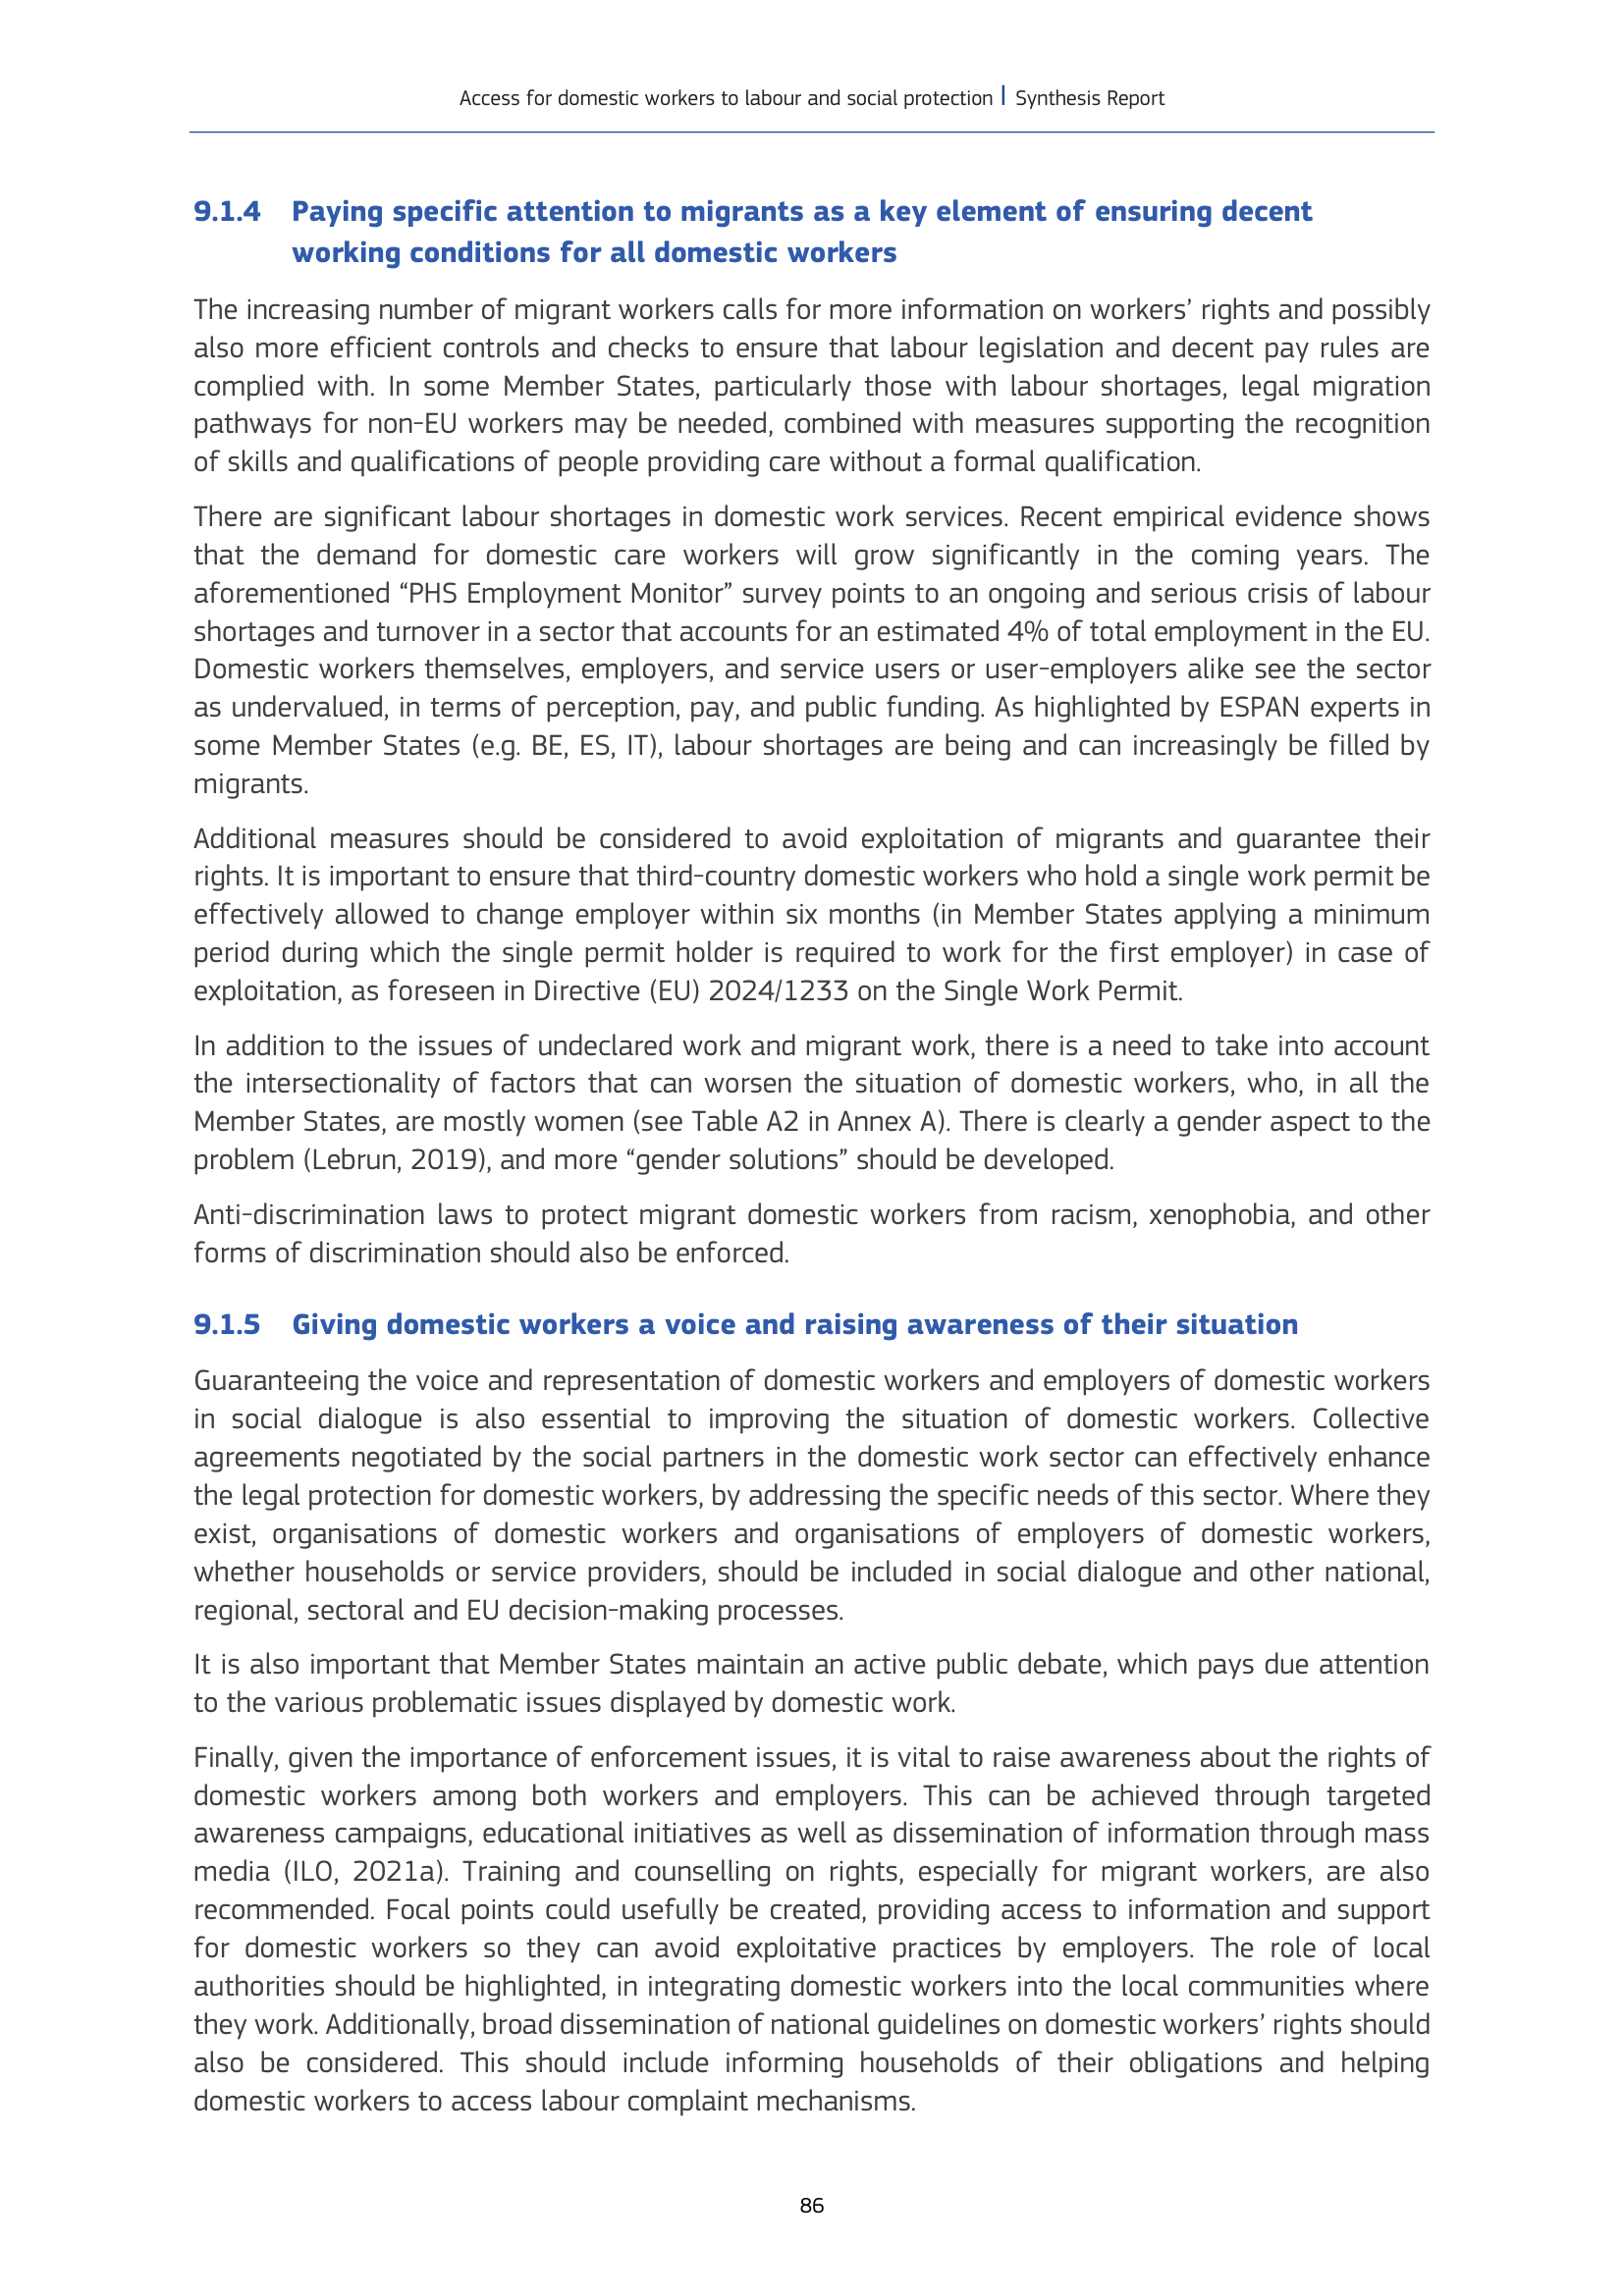 Access for domestic workers to labour and social protection | Synthesis Report
9.1.4 Paying specific attention to migrants as a key element of ensuring decent
working conditions for all domestic workers
The increasing number of migrant workers calls for more information on workers’ rights and possibly
also more efficient controls and checks to ensure that labour legislation and decent pay rules are
complied with. In some Member States, particularly those with labour shortages, legal migration
pathways for non-EU workers may be needed, combined with measures supporting the recognition
of skills and qualifications of people providing care without a formal qualification.
There are significant labour shortages in domestic work services. Recent empirical evidence shows
that the demand for domestic care workers will grow significantly in the coming years. The
aforementioned “PHS Employment Monitor” survey points to an ongoing and serious crisis of labour
shortages and turnover in a sector that accounts for an estimated 4% of total employment in the EU.
Domestic workers themselves, employers, and service users or user-employers alike see the sector
as undervalued, in terms of perception, pay, and public funding. As highlighted by ESPAN experts in
some Member States (e.g. BE, ES, IT), labour shortages are being and can increasingly be filled by
migrants.
Additional measures should be considered to avoid exploitation of migrants and guarantee their
rights. It is important to ensure that third-country domestic workers who hold a single work permit be
effectively allowed to change employer within six months (in Member States applying a minimum
period during which the single permit holder is required to work for the first employer) in case of
exploitation, as foreseen in Directive (EU) 2024/1233 on the Single Work Permit.
In addition to the issues of undeclared work and migrant work, there is a need to take into account
the intersectionality of factors that can worsen the situation of domestic workers, who, in all the
Member States, are mostly women (see Table A2 in Annex A). There is clearly a gender aspect to the
problem (Lebrun, 2019), and more “gender solutions” should be developed.
Anti-discrimination laws to protect migrant domestic workers from racism, xenophobia, and other
forms of discrimination should also be enforced.
9.1.5 Giving domestic workers a voice and raising awareness of their situation
Guaranteeing the voice and representation of domestic workers and employers of domestic workers
in social dialogue is also essential to improving the situation of domestic workers. Collective
agreements negotiated by the social partners in the domestic work sector can effectively enhance
the legal protection for domestic workers, by addressing the specific needs of this sector. Where they
exist, organisations of domestic workers and organisations of employers of domestic workers,
whether households or service providers, should be included in social dialogue and other national,
regional, sectoral and EU decision-making processes.
It is also important that Member States maintain an active public debate, which pays due attention
to the various problematic issues displayed by domestic work.
Finally, given the importance of enforcement issues, it is vital to raise awareness about the rights of
domestic workers among both workers and employers. This can be achieved through targeted
awareness campaigns, educational initiatives as well as dissemination of information through mass
media (ILO, 2021a). Training and counselling on rights, especially for migrant workers, are also
recommended. Focal points could usefully be created, providing access to information and support
for domestic workers so they can avoid exploitative practices by employers. The role of local
authorities should be highlighted, in integrating domestic workers into the local communities where
they work. Additionally, broad dissemination of national guidelines on domestic workers’ rights should
also be considered. This should include informing households of their obligations and helping
domestic workers to access labour complaint mechanisms.
86